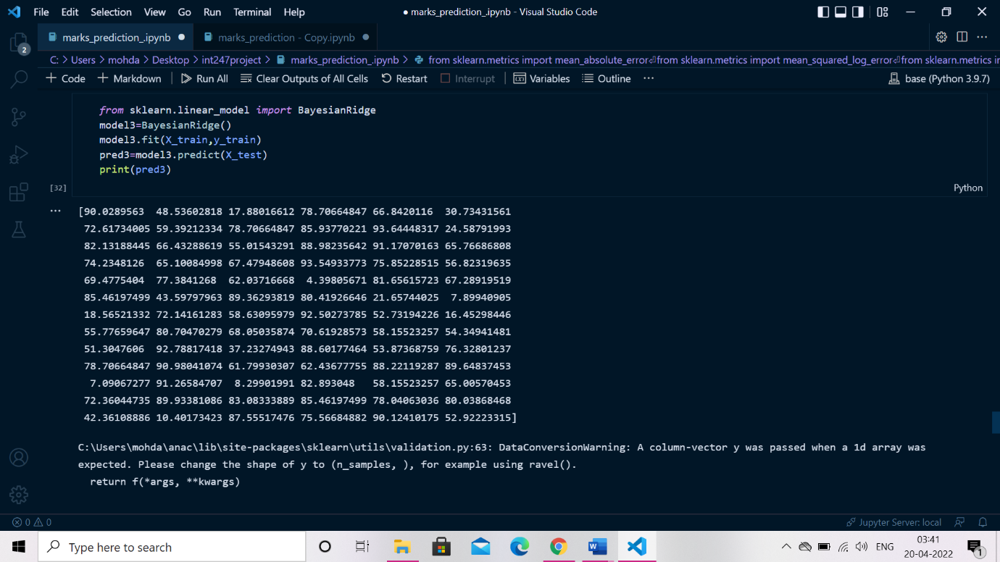 File Edit Selection View Go Run Terminal Help
● marks_prediction_.ipynb - Visual Studio Code
marks_prediction_.ipynb ●
marks_prediction - Copy.ipynb ●
2
C: > Users > mohda > Desktop > int247project > marks_prediction_.ipynb > from sklearn.metrics import mean_absolute_error⏎from sklearn.metrics import mean_squared_log_error⏎from sklearn.metrics i
+ Code + Markdown | Run All Clear Outputs of All Cells Restart Interrupt | Variables Outline ··· base (Python 3.9.7)
from sklearn.linear_model import BayesianRidge
model3=BayesianRidge()
model3.fit(X_train,y_train)
pred3=model3.predict(X_test)
print(pred3)
[32] Python
··· [90.0289563  48.53602818 17.88016612 78.70664847 66.8420116  30.73431561
72.61734005 59.39212334 78.70664847 85.93770221 93.64448317 24.58791993
82.13188445 66.43288619 55.01543291 88.98235642 91.17070163 65.76686808
74.2348126  65.10084998 67.47948608 93.54933773 75.85228515 56.82319635
69.4775404  77.3841268  62.03716668  4.39805671 81.65615723 67.28919519
85.46197499 43.59797963 89.36293819 80.41926646 21.65744025  7.89940905
18.56521332 72.14161283 58.63095979 92.50273785 52.73194226 16.45298446
55.77659647 80.70470279 68.05035874 70.61928573 58.15523257 54.34941481
51.3047606  92.78817418 37.23274943 88.60177464 53.87368759 76.32801237
78.70664847 90.98041074 61.79930307 62.43677755 88.22119287 89.64837453
7.09067277 91.26584707  8.29901991 82.893048   58.15523257 65.00570453
72.36044735 89.93381086 83.08333889 85.46197499 78.04063036 80.03868468
42.36108886 10.40173423 87.55517476 75.56684882 90.12410175 52.92223315]
C:\Users\mohda\anac\lib\site-packages\sklearn\utils\validation.py:63: DataConversionWarning: A column-vector y was passed when a 1d array was
expected. Please change the shape of y to (n_samples, ), for example using ravel().
return f(*args, **kwargs)
0 0 Jupyter Server: local
Type here to search
W
ENG
03:41
20-04-2022
1